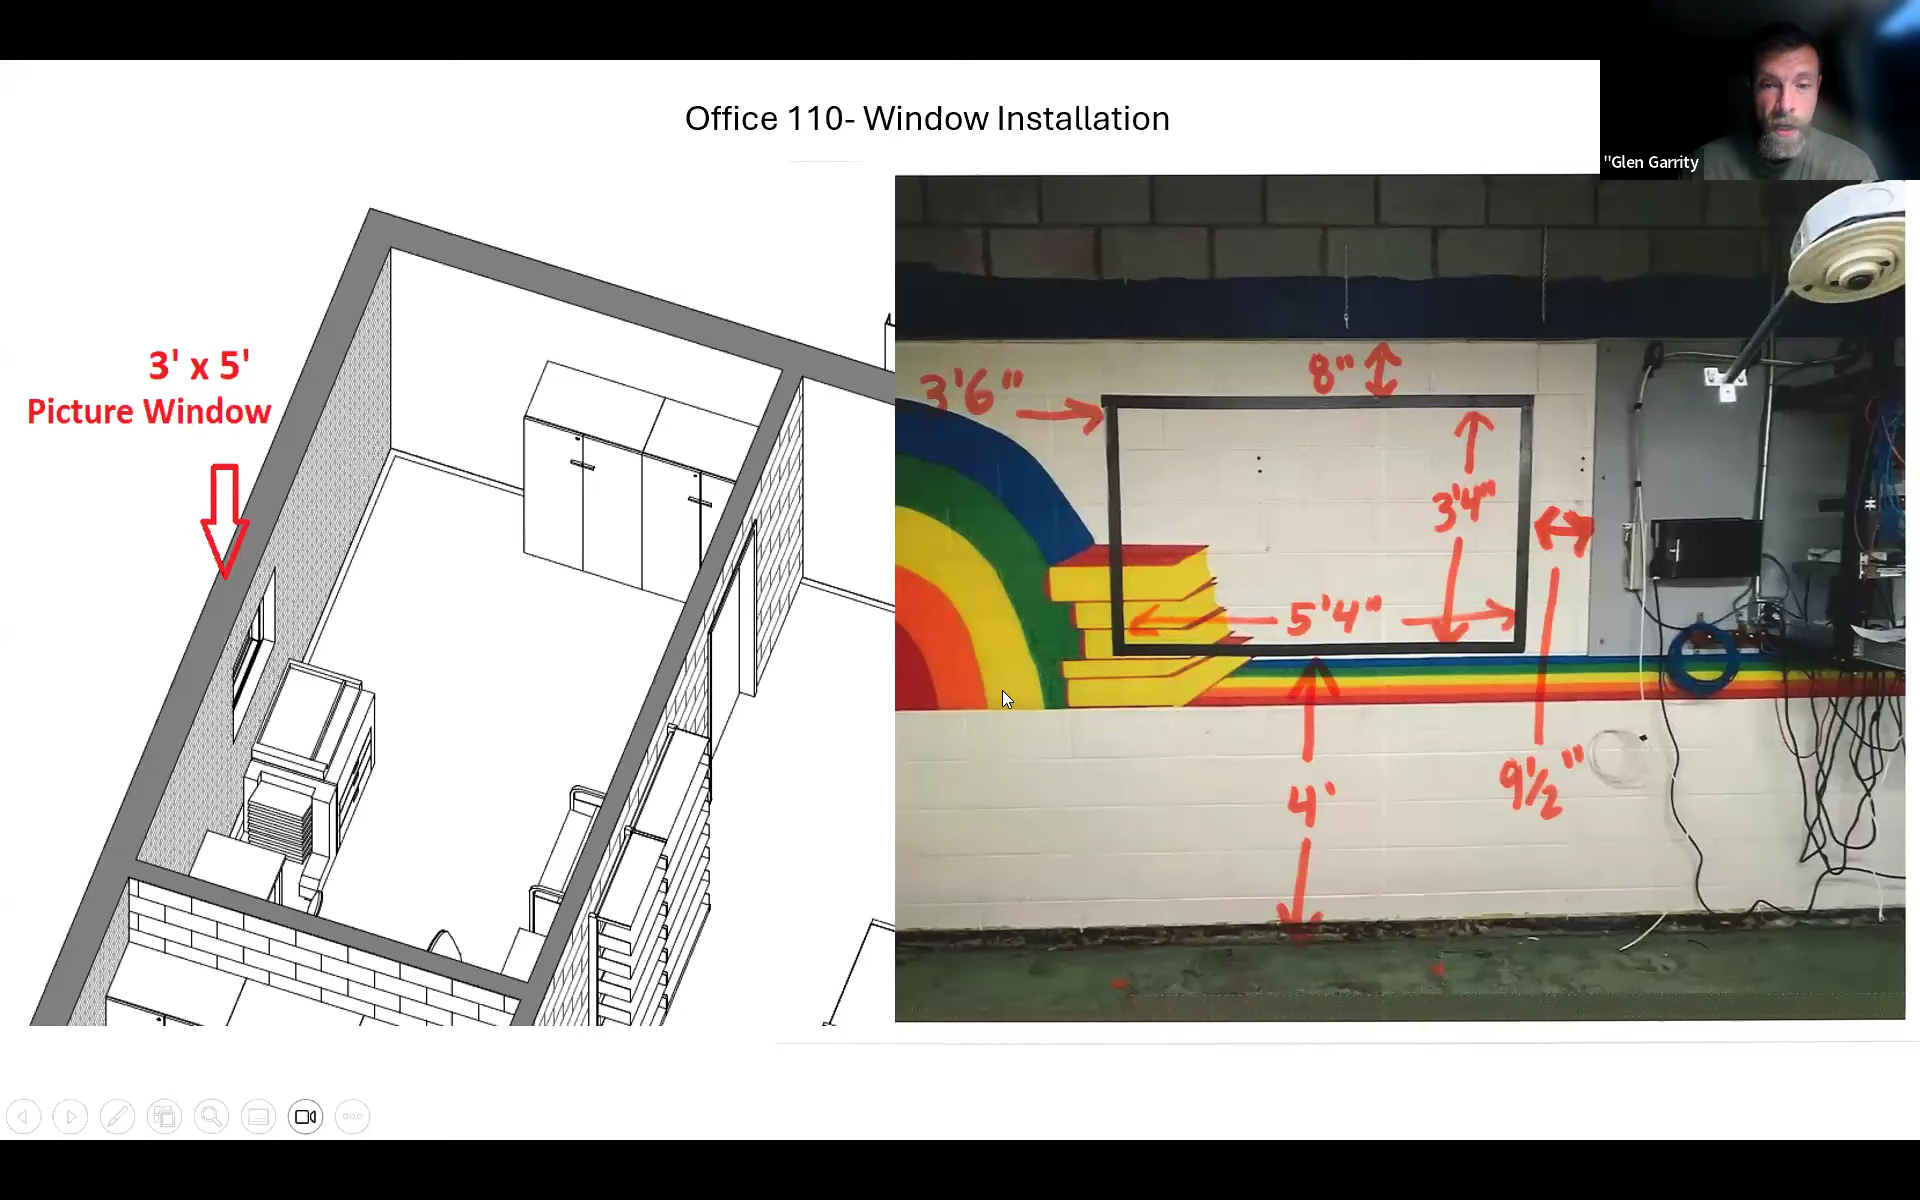 Office 110- Window Installation
"Glen Garrity
3' x 5'
Picture Window
3'6"
8"
3'4"
5'4"
4'
9½"